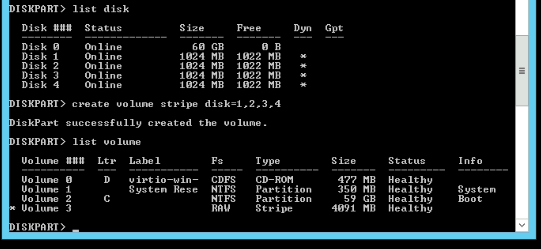 DISKPART> list disk
Disk ### Status Size Free Dyn Gpt
-------- ------------- ------- ------- --- ---
Disk 0 Online 60 GB 0 B
Disk 1 Online 1024 MB 1022 MB *
Disk 2 Online 1024 MB 1022 MB *
Disk 3 Online 1024 MB 1022 MB *
Disk 4 Online 1024 MB 1022 MB *
DISKPART> create volume stripe disk=1,2,3,4
DiskPart successfully created the volume.
DISKPART> list volume
Volume ### Ltr Label Fs Type Size Status Info
---------- --- ----------- ----- ---------- ------- --------- --------
Volume 0 D virtio-win- CDFS CD-ROM 477 MB Healthy
Volume 1 System Rese NTFS Partition 350 MB Healthy System
Volume 2 C NTFS Partition 59 GB Healthy Boot
* Volume 3 RAW Stripe 4091 MB Healthy
DISKPART> _